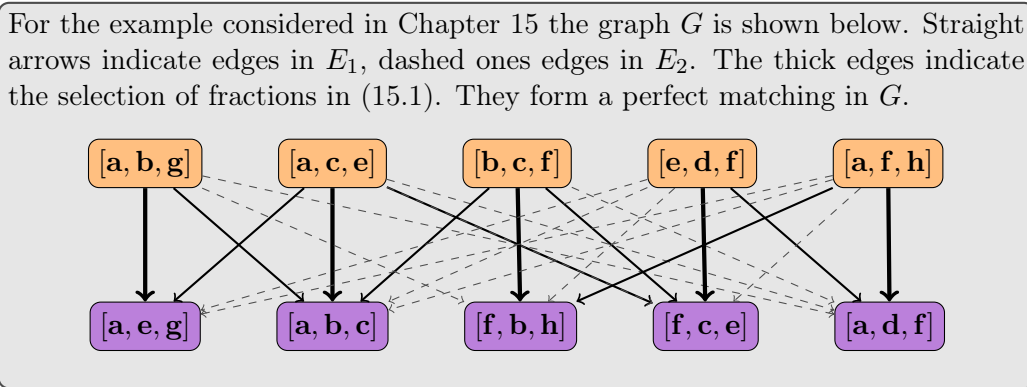 For the example considered in Chapter 15 the graph G is shown below. Straight
arrows indicate edges in E₁, dashed ones edges in E₂. The thick edges indicate
the selection of fractions in (15.1). They form a perfect matching in G.
[a, b, g] [a, c, e] [b, c, f] [e, d, f] [a, f, h]
[a, e, g] [a, b, c] [f, b, h] [f, c, e] [a, d, f]